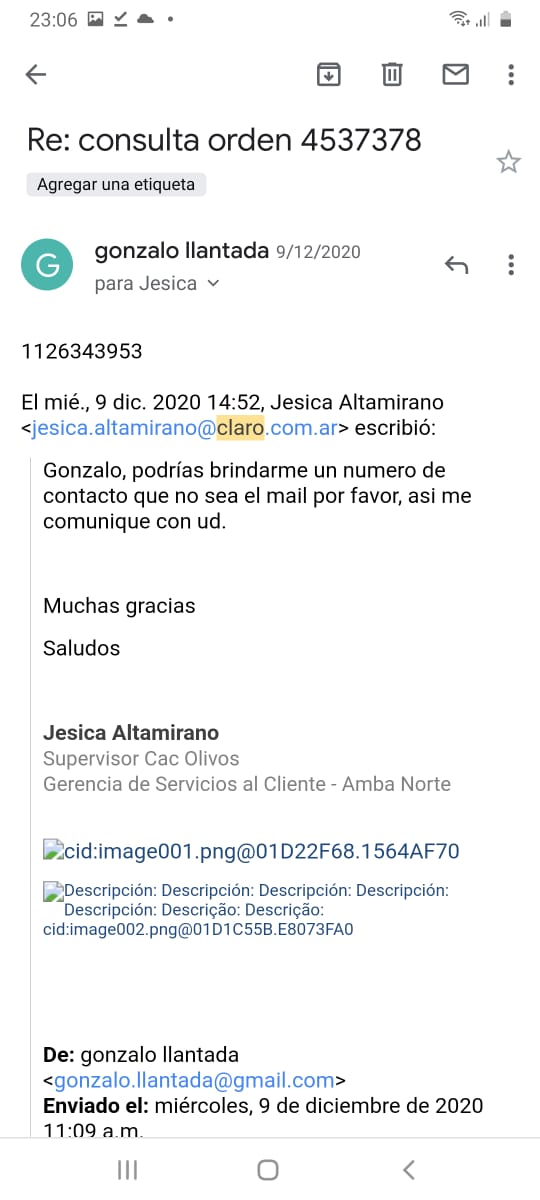 23:06
Re: consulta orden 4537378
Agregar una etiqueta
G
gonzalo llantada 9/12/2020
para Jesica
1126343953
El mié., 9 dic. 2020 14:52, Jesica Altamirano
<jesica.altamirano@claro.com.ar> escribió:
Gonzalo, podrías brindarme un numero de
contacto que no sea el mail por favor, asi me
comunique con ud.
Muchas gracias
Saludos
Jesica Altamirano
Supervisor Cac Olivos
Gerencia de Servicios al Cliente - Amba Norte
cid:image001.png@01D22F68.1564AF70
Descripción: Descripción: Descripción: Descripción:
Descripción: Descrição: Descrição:
cid:image002.png@01D1C55B.E8073FA0
De: gonzalo llantada
<gonzalo.llantada@gmail.com>
Enviado el: miércoles, 9 de diciembre de 2020
11:09 a.m.